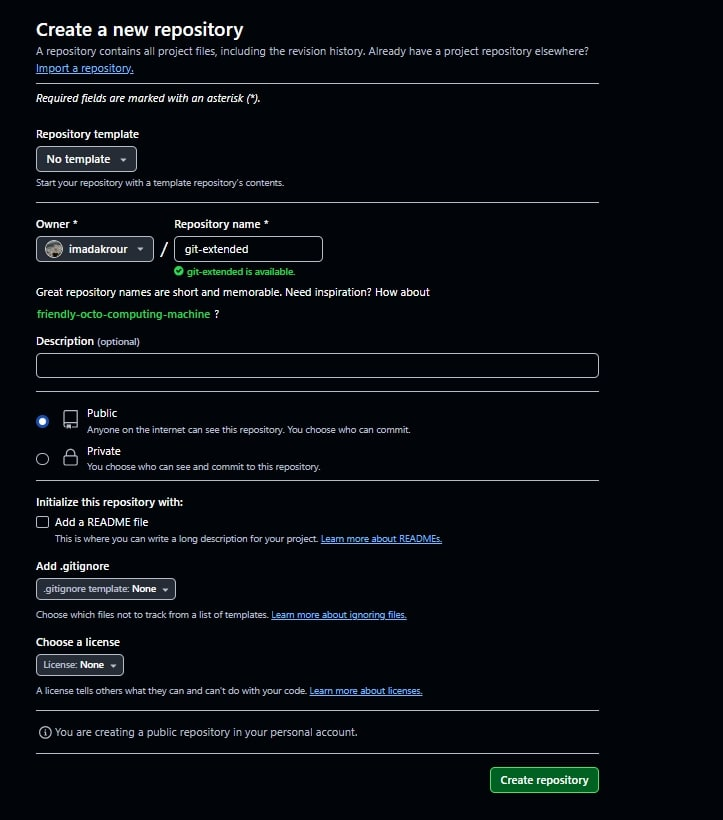 Create a new repository
A repository contains all project files, including the revision history. Already have a project repository elsewhere?
Import a repository.
Required fields are marked with an asterisk (*).
Repository template
No template
Start your repository with a template repository's contents.
Owner *
Repository name *
imadakrour
/
git-extended
git-extended is available.
Great repository names are short and memorable. Need inspiration? How about
friendly-octo-computing-machine ?
Description (optional)
Public
Anyone on the internet can see this repository. You choose who can commit.
Private
You choose who can see and commit to this repository.
Initialize this repository with:
Add a README file
This is where you can write a long description for your project. Learn more about READMEs.
Add .gitignore
.gitignore template: None
Choose which files not to track from a list of templates. Learn more about ignoring files.
Choose a license
License: None
A license tells others what they can and can't do with your code. Learn more about licenses.
You are creating a public repository in your personal account.
Create repository